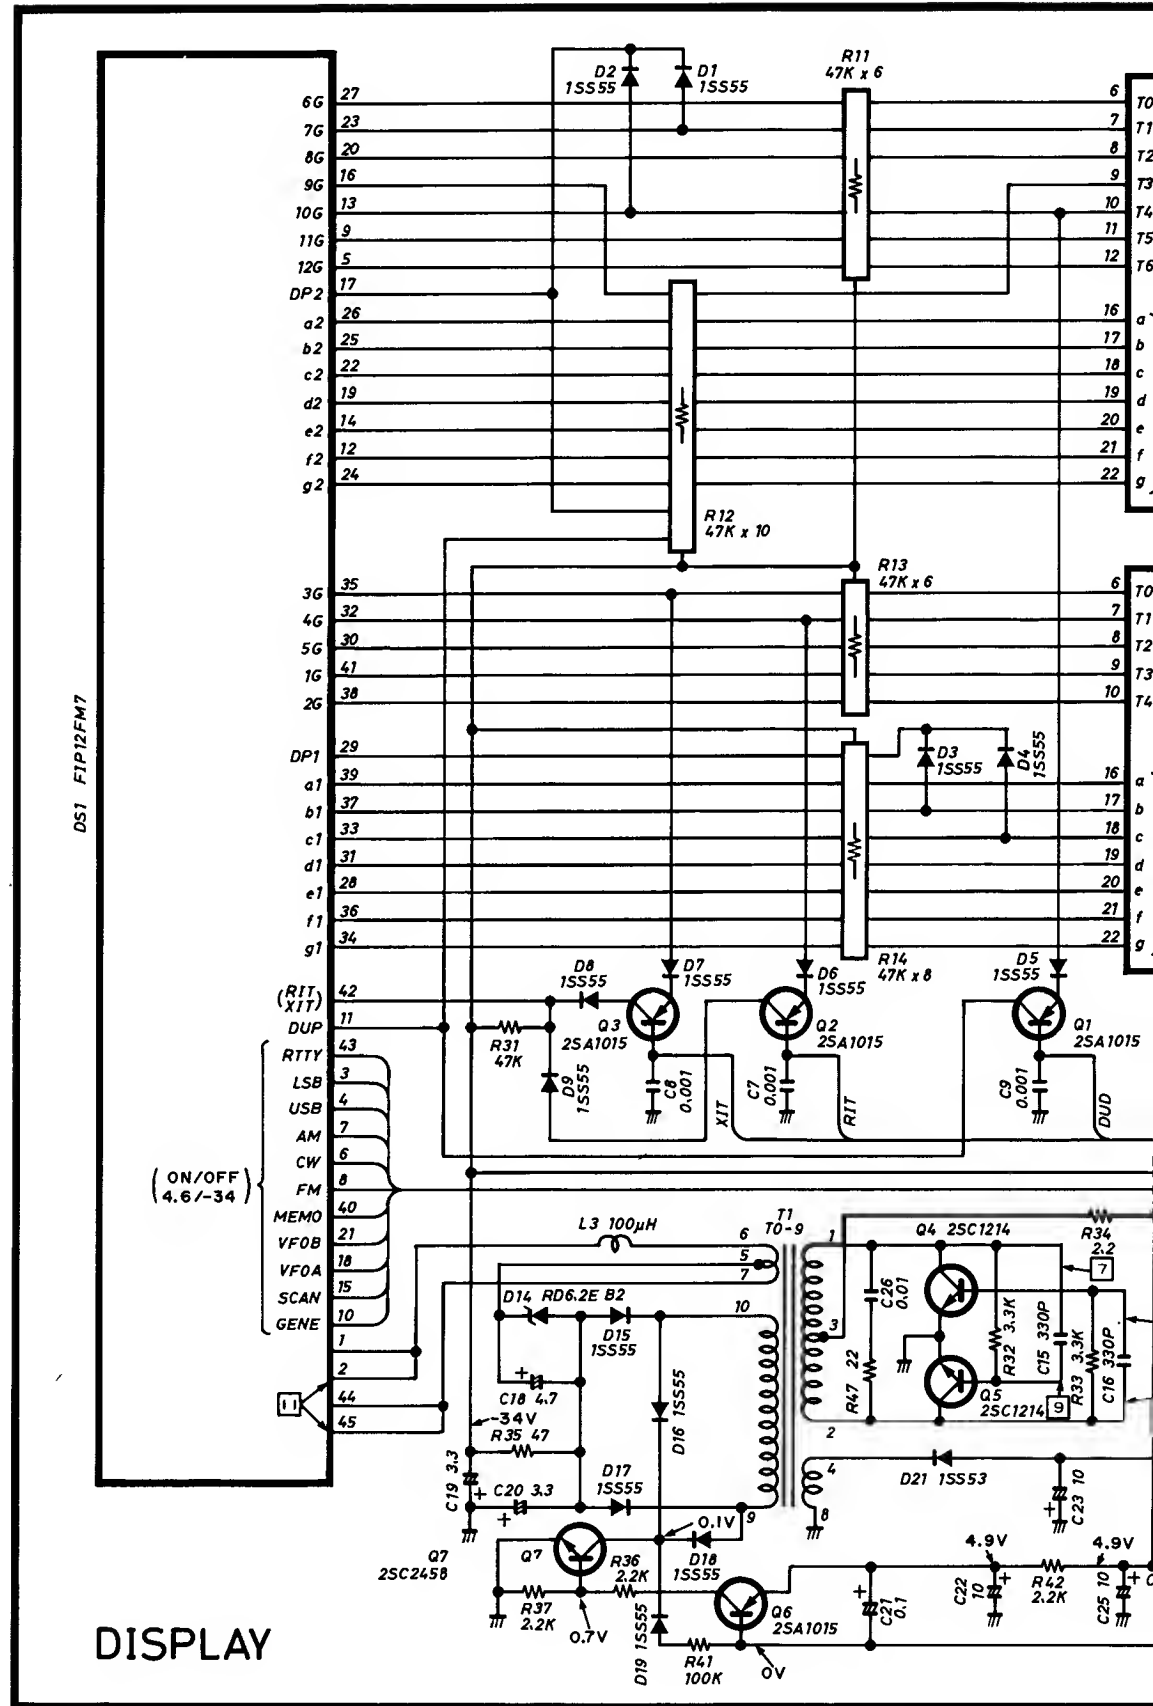 DS1 FIP12FM7
6G 27
7G 23
8G 20
9G 16
10G 13
11G 9
12G 5
DP2 17
a2 26
b2 25
c2 22
d2 19
e2 14
f2 12
g2 24
3G 35
4G 32
5G 30
1G 41
2G 38
DP1 29
a1 39
b1 37
c1 33
d1 31
e1 28
f1 36
g1 34
(RIT XIT) 42
DUP 11
RTTY 43
LSB 3
USB 4
AM 7
CW 6
FM 8
MEMO 40
VFOB 21
VFOA 18
SCAN 15
GENE 10
1
2
44
45
11
(ON/OFF
4.6/-34)
D2
1SS55
D1
1SS55
R11
47K x 6
6 T0
7 T1
8 T2
9 T3
10 T4
11 T5
12 T6
16 a
17 b
18 c
19 d
20 e
21 f
22 g
R12
47K x 10
R13
47K x 6
6 T0
7 T1
8 T2
9 T3
10 T4
D3
1SS55
D4
1SS55
16 a
17 b
18 c
19 d
20 e
21 f
22 g
R14
47K x 8
D8
1SS55
D7
1SS55
D6
1SS55
D5
1SS55
Q3
2SA1015
Q2
2SA1015
Q1
2SA1015
R31
47K
D9
1SS55
C8
0.001
C7
0.001
C9
0.001
XIT
RIT
DUD
L3 100μH
T1
TO-9
6
5
7
10
9
1
3
2
4
8
D14 RD6.2E B2
D15
1SS55
C18 4.7
+
-34V
R35 47
C19 3.3
+
C20 3.3
+
D17
1SS55
D16 1SS55
C26
0.01
R47 22
Q4 2SC1214
Q5
2SC1214
R32 3.3K
C15 330P
R33 3.3K
C16 330P
R34
2.2
7
9
D21 1SS53
C23 10
+
0.1V
D18
1SS55
Q7
2SC2458
Q7
R36
2.2K
R37
2.2K
0.7V
D19 1SS55
R41
100K
Q6
2SA1015
0V
C21
0.1
+
4.9V
C22
10
+
R42
2.2K
4.9V
C25 10
+
DISPLAY